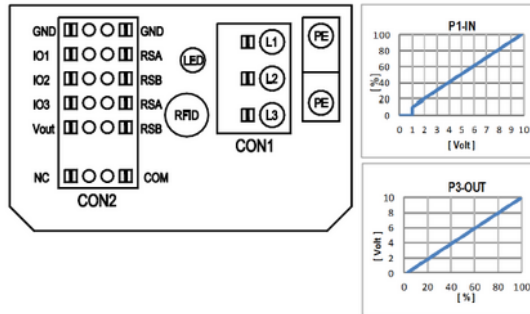 GND GND
IO1 RSA
IO2 RSB
IO3 RSA
Vout RSB
NC COM
CON2
LED
RFID
L1
L2
L3
CON1
PE
PE
P1-IN
[%]
100
80
60
40
20
0
0 1 2 3 4 5 6 7 8 9 10
[ Volt ]
P3-OUT
[ Volt ]
10
8
6
4
2
0
0 20 40 60 80 100
[ % ]